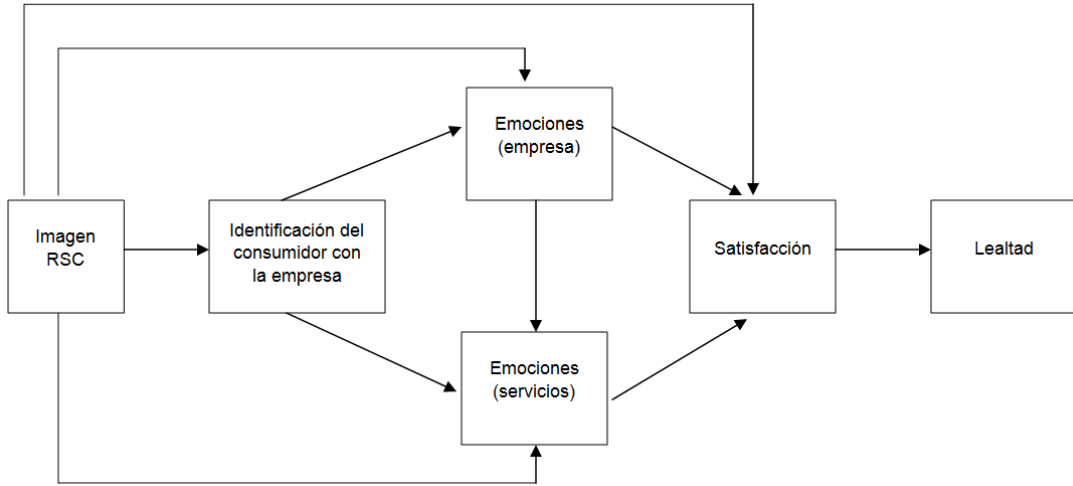 Emociones
(empresa)
Imagen
RSC
Identificación del
consumidor con
la empresa
Satisfacción
Lealtad
Emociones
(servicios)